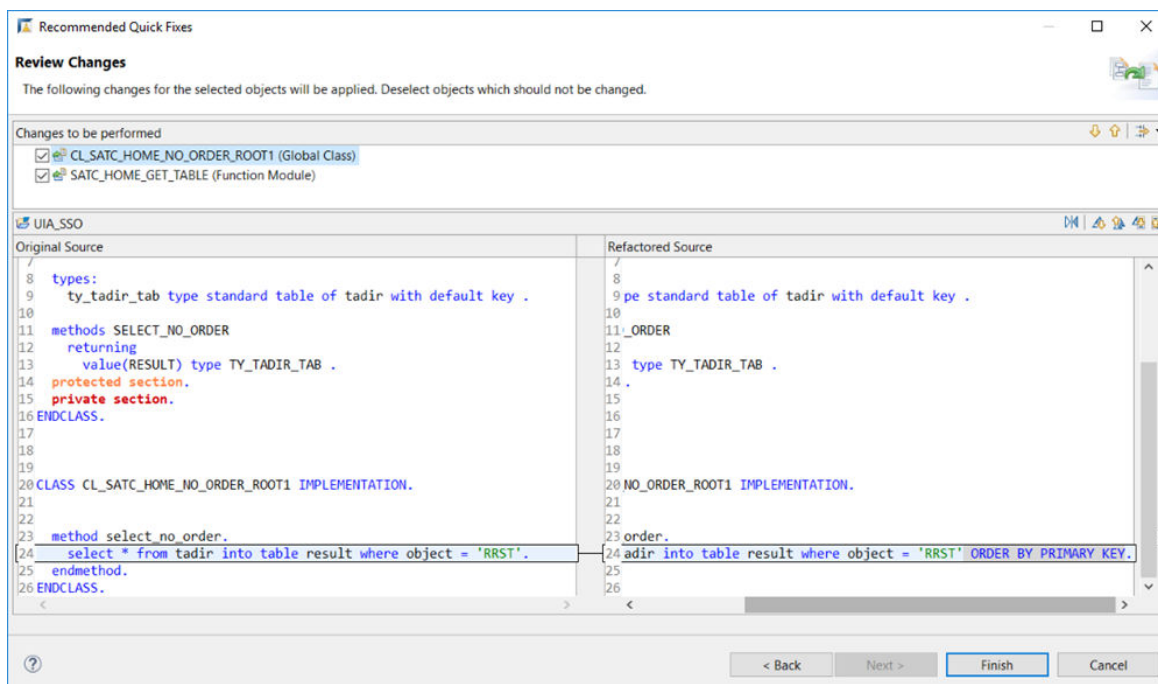 Recommended Quick Fixes
Review Changes
The following changes for the selected objects will be applied. Deselect objects which should not be changed.
Changes to be performed
CL_SATC_HOME_NO_ORDER_ROOT1 (Global Class)
SATC_HOME_GET_TABLE (Function Module)
UIA_SSO
Original Source
7
8 types:
9 ty_tadir_tab type standard table of tadir with default key .
10
11 methods SELECT_NO_ORDER
12 returning
13 value(RESULT) type TY_TADIR_TAB .
14 protected section.
15 private section.
16 ENDCLASS.
17
18
19
20 CLASS CL_SATC_HOME_NO_ORDER_ROOT1 IMPLEMENTATION.
21
22
23 method select_no_order.
24 select * from tadir into table result where object = 'RRST'.
25 endmethod.
26 ENDCLASS.
Refactored Source
7
8
9 pe standard table of tadir with default key .
10
11 _ORDER
12
13 type TY_TADIR_TAB .
14 .
15
16
17
18
19
20 NO_ORDER_ROOT1 IMPLEMENTATION.
21
22
23 order.
24 adir into table result where object = 'RRST' ORDER BY PRIMARY KEY.
25
26
< Back
Next >
Finish
Cancel